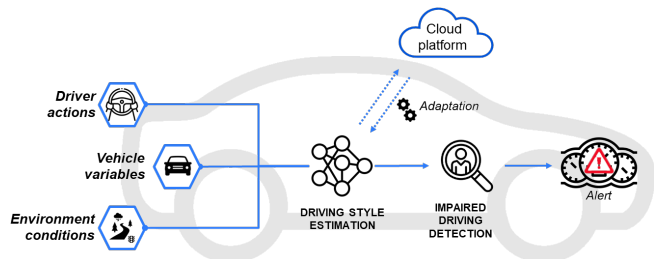 Cloud
platform
Driver
actions
Adaptation
Vehicle
variables
Environment
conditions
DRIVING STYLE
ESTIMATION
IMPAIRED
DRIVING
DETECTION
Alert